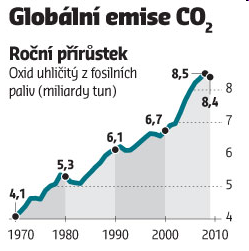 Globální emise CO₂
Roční přírůstek
Oxid uhličitý z fosilních
paliv (miliardy tun)
8,5
8
8,4
7
6,7
6,1
6
5,3
5
4,1
4
1970 1980 1990 2000 2010